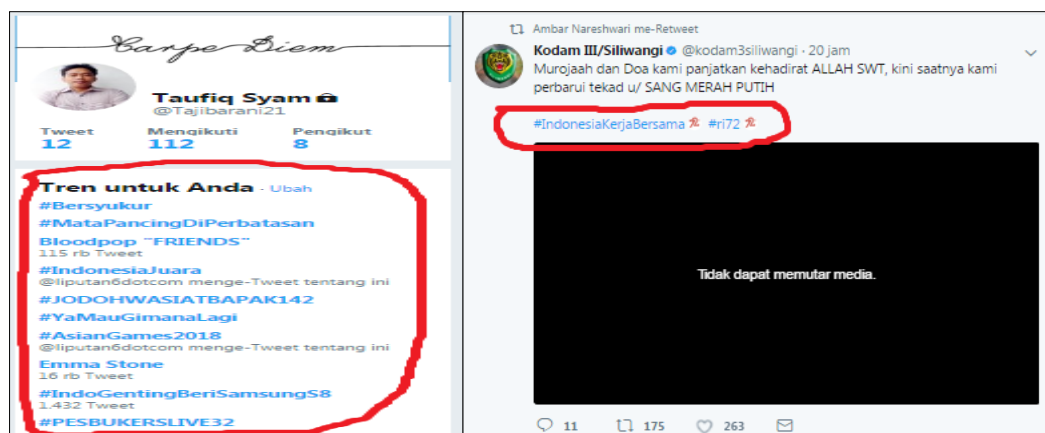 Carpe Diem
Taufiq Syam
@Tajibarani21
Tweet Mengikuti Pengikut
12 112 8
Tren untuk Anda · Ubah
#Bersyukur
#MataPancingDiPerbatasan
Bloodpop "FRIENDS"
115 rb Tweet
#IndonesiaJuara
@liputan6dotcom menge-Tweet tentang ini
#JODOHWASIATBAPAK142
#YaMauGimanaLagi
#AsianGames2018
@liputan6dotcom menge-Tweet tentang ini
Emma Stone
16 rb Tweet
#IndoGentingBeriSamsungS8
1.432 Tweet
#PESBUKERSLIVE32
Ambar Nareshwari me-Retweet
Kodam III/Siliwangi @kodam3siliwangi · 20 jam
Murojaah dan Doa kami panjatkan kehadirat ALLAH SWT, kini saatnya kami
perbarui tekad u/ SANG MERAH PUTIH
#IndonesiaKerjaBersama #ri72
Tidak dapat memutar media.
11 175 263